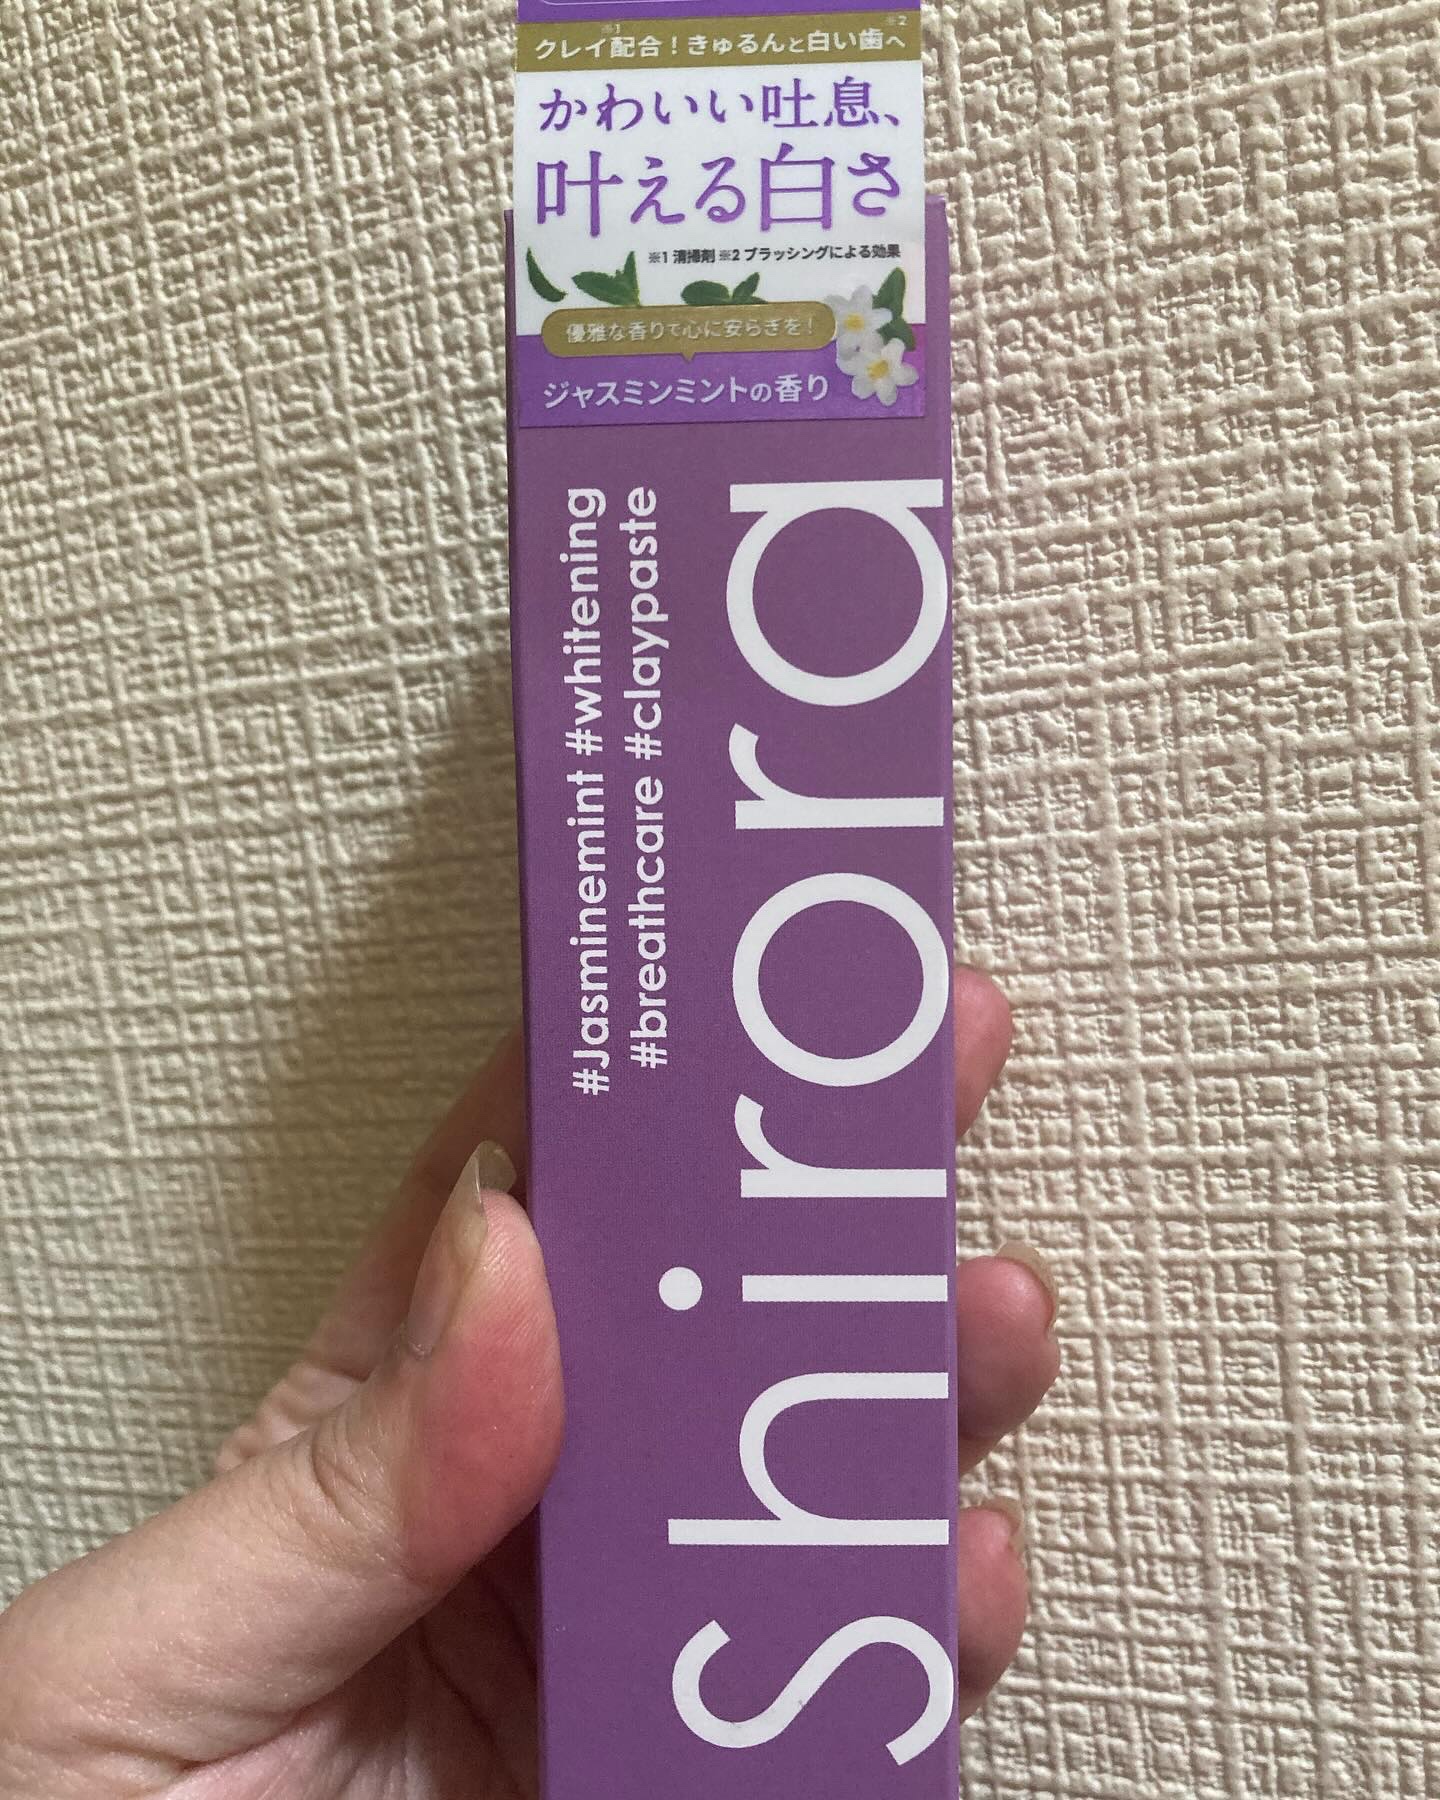 ※1 ※2
クレイ配合！きゅるんと白い歯へ
かわいい吐息、
叶える白さ
※1 清掃剤 ※2 ブラッシングによる効果
優雅な香りで心に安らぎを！
ジャスミンミントの香り
#Jasminemint #whitening
#breathcare #claypaste
shirora